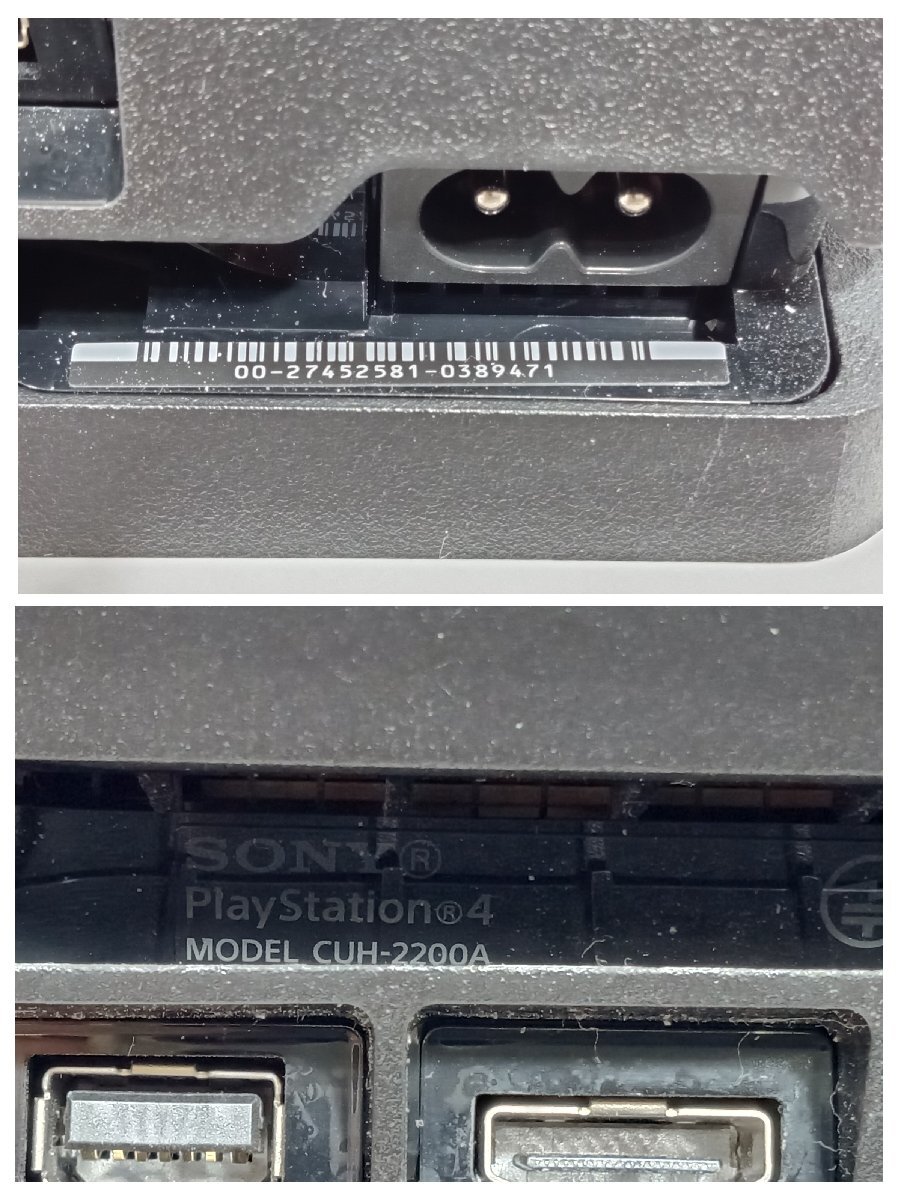 00-27452581-0389471
SONY®
PlayStation®4
MODEL CUH-2200A